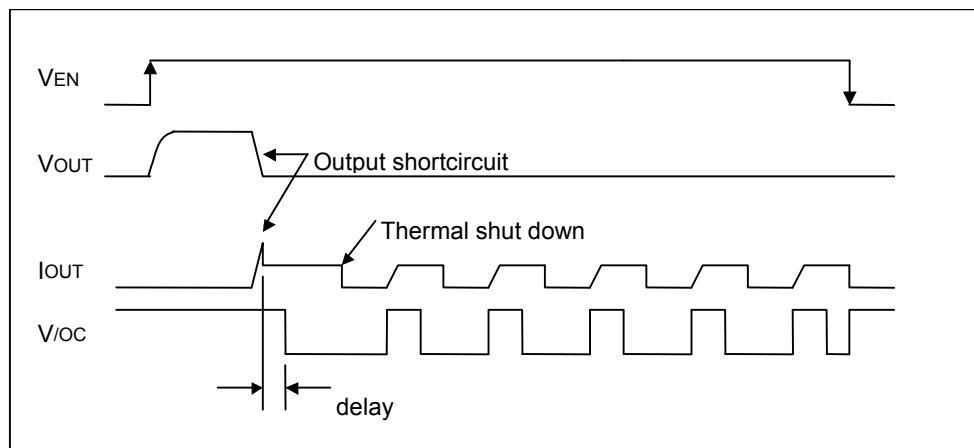 VEN
VOUT
Output shortcircuit
Thermal shut down
IOUT
V/OC
delay